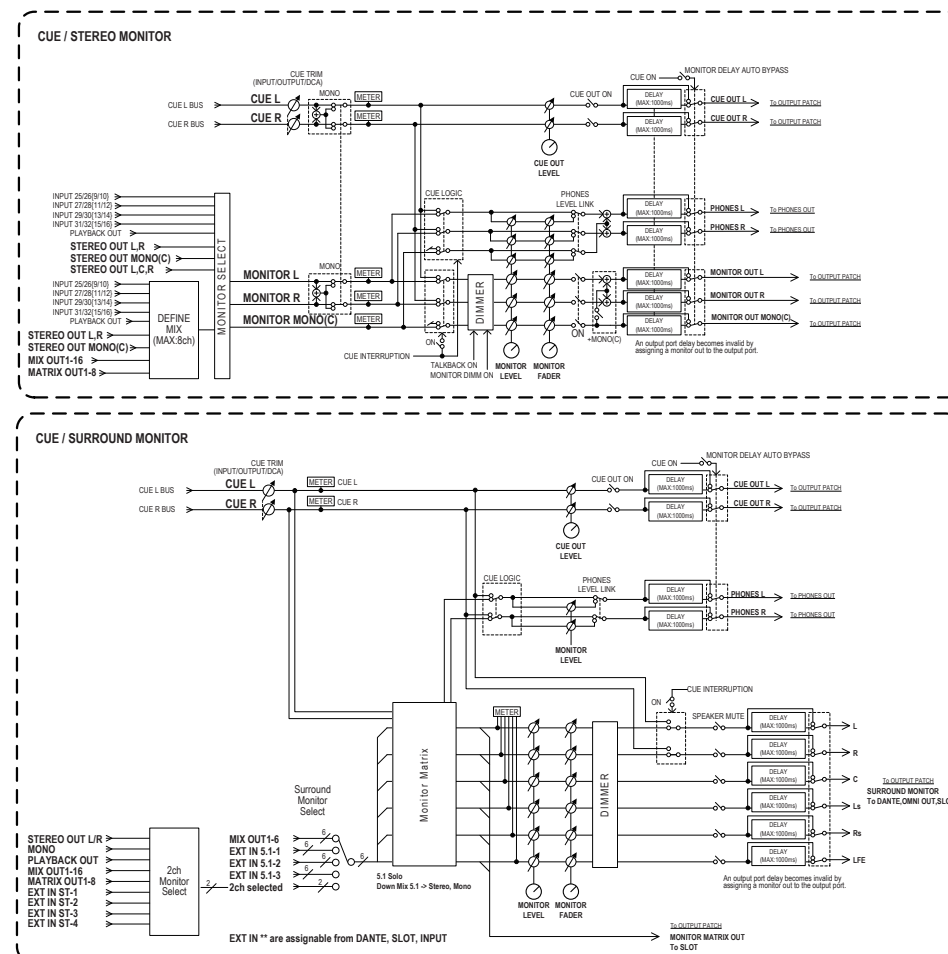 CUE / STEREO MONITOR
CUE TRIM
(INPUT/OUTPUT/DCA)
MONO
CUE L BUS
CUE L
METER
CUE R BUS
CUE R
METER
CUE OUT ON
CUE ON
MONITOR DELAY AUTO BYPASS
DELAY
(MAX:1000ms)
CUE OUT L
To OUTPUT PATCH
DELAY
(MAX:1000ms)
CUE OUT R
To OUTPUT PATCH
CUE OUT
LEVEL
INPUT 25/26(9/10)
INPUT 27/28(11/12)
INPUT 29/30(13/14)
INPUT 31/32(15/16)
PLAYBACK OUT
STEREO OUT L,R
STEREO OUT MONO(C)
STEREO OUT L,C,R
INPUT 25/26(9/10)
INPUT 27/28(11/12)
INPUT 29/30(13/14)
INPUT 31/32(15/16)
PLAYBACK OUT
STEREO OUT L,R
STEREO OUT MONO(C)
MIX OUT1-16
MATRIX OUT1-8
DEFINE
MIX
(MAX:8ch)
MONITOR SELECT
MONITOR L
MONITOR R
MONITOR MONO(C)
MONO
METER
METER
METER
CUE LOGIC
ON
CUE INTERRUPTION
DIMMER
TALKBACK ON
MONITOR DIMM ON
PHONES
LEVEL LINK
MONITOR
LEVEL
MONITOR
FADER
ON
+MONO(C)
DELAY
(MAX:1000ms)
PHONES L
To PHONES OUT
DELAY
(MAX:1000ms)
PHONES R
To PHONES OUT
DELAY
(MAX:1000ms)
MONITOR OUT L
To OUTPUT PATCH
DELAY
(MAX:1000ms)
MONITOR OUT R
To OUTPUT PATCH
DELAY
(MAX:1000ms)
MONITOR OUT MONO(C)
To OUTPUT PATCH
An output port delay becomes invalid by
assigning a monitor out to the output port.
CUE / SURROUND MONITOR
CUE TRIM
(INPUT/OUTPUT/DCA)
CUE L BUS
CUE L
METER
CUE L
CUE R BUS
CUE R
METER
CUE R
CUE OUT ON
CUE ON
MONITOR DELAY AUTO BYPASS
DELAY
(MAX:1000ms)
CUE OUT L
To OUTPUT PATCH
DELAY
(MAX:1000ms)
CUE OUT R
To OUTPUT PATCH
CUE OUT
LEVEL
CUE LOGIC
PHONES
LEVEL LINK
DELAY
(MAX:1000ms)
PHONES L
To PHONES OUT
DELAY
(MAX:1000ms)
PHONES R
To PHONES OUT
MONITOR
LEVEL
ON
CUE INTERRUPTION
METER
SPEAKER MUTE
Monitor Matrix
DIMMER
DELAY
(MAX:1000ms)
L
DELAY
(MAX:1000ms)
R
DELAY
(MAX:1000ms)
C
DELAY
(MAX:1000ms)
Ls
DELAY
(MAX:1000ms)
Rs
DELAY
(MAX:1000ms)
LFE
To OUTPUT PATCH
SURROUND MONITOR
To DANTE,OMNI OUT,SLO
Surround
Monitor
Select
STEREO OUT L/R
MONO
PLAYBACK OUT
MIX OUT1-16
MATRIX OUT1-8
EXT IN ST-1
EXT IN ST-2
EXT IN ST-3
EXT IN ST-4
2ch
Monitor
Select
2
MIX OUT1-6
6
EXT IN 5.1-1
6
EXT IN 5.1-2
6
EXT IN 5.1-3
6
2ch selected
2
6
5.1 Solo
Down Mix 5.1 -> Stereo, Mono
MONITOR
LEVEL
MONITOR
FADER
An output port delay becomes invalid by
assigning a monitor out to the output port.
EXT IN ** are assignable from DANTE, SLOT, INPUT
To OUTPUT PATCH
MONITOR MATRIX OUT
To SLOT